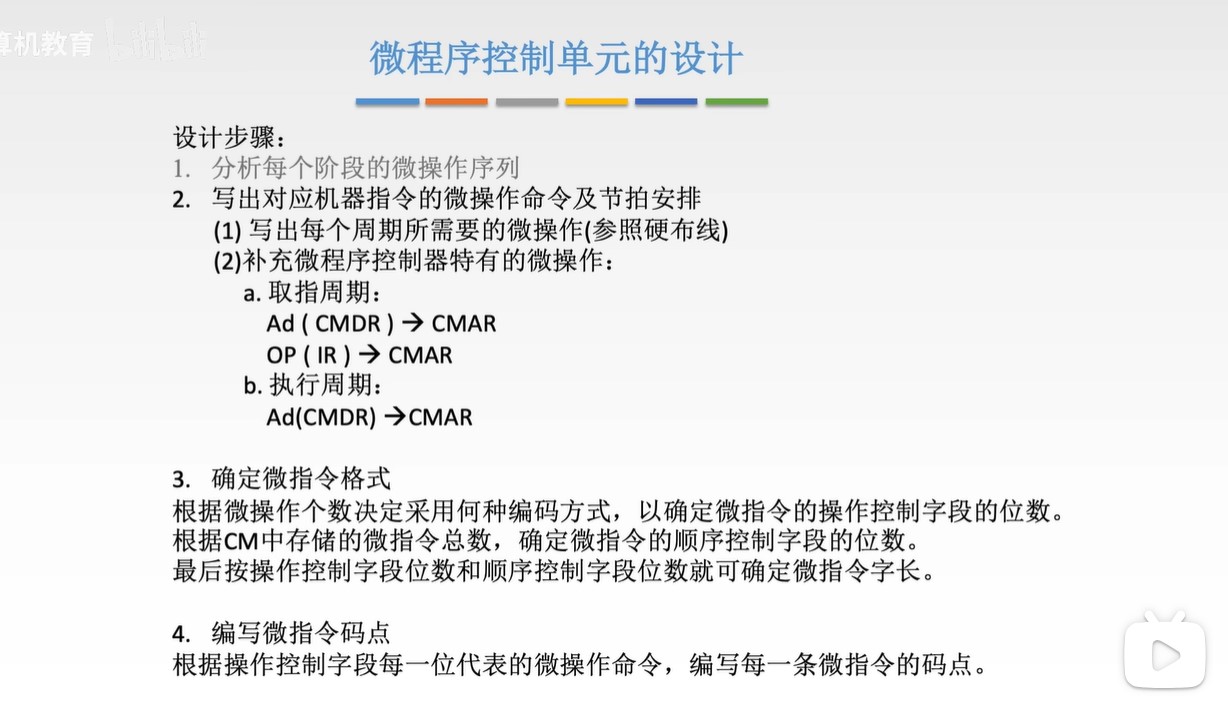 算机教育
微程序控制单元的设计
设计步骤：
1. 分析每个阶段的微操作序列
2. 写出对应机器指令的微操作命令及节拍安排
(1) 写出每个周期所需要的微操作(参照硬布线)
(2)补充微程序控制器特有的微操作：
a. 取指周期：
Ad ( CMDR ) → CMAR
OP ( IR ) → CMAR
b. 执行周期：
Ad(CMDR) →CMAR
3. 确定微指令格式
根据微操作个数决定采用何种编码方式，以确定微指令的操作控制字段的位数。
根据CM中存储的微指令总数，确定微指令的顺序控制字段的位数。
最后按操作控制字段位数和顺序控制字段位数就可确定微指令字长。
4. 编写微指令码点
根据操作控制字段每一位代表的微操作命令，编写每一条微指令的码点。